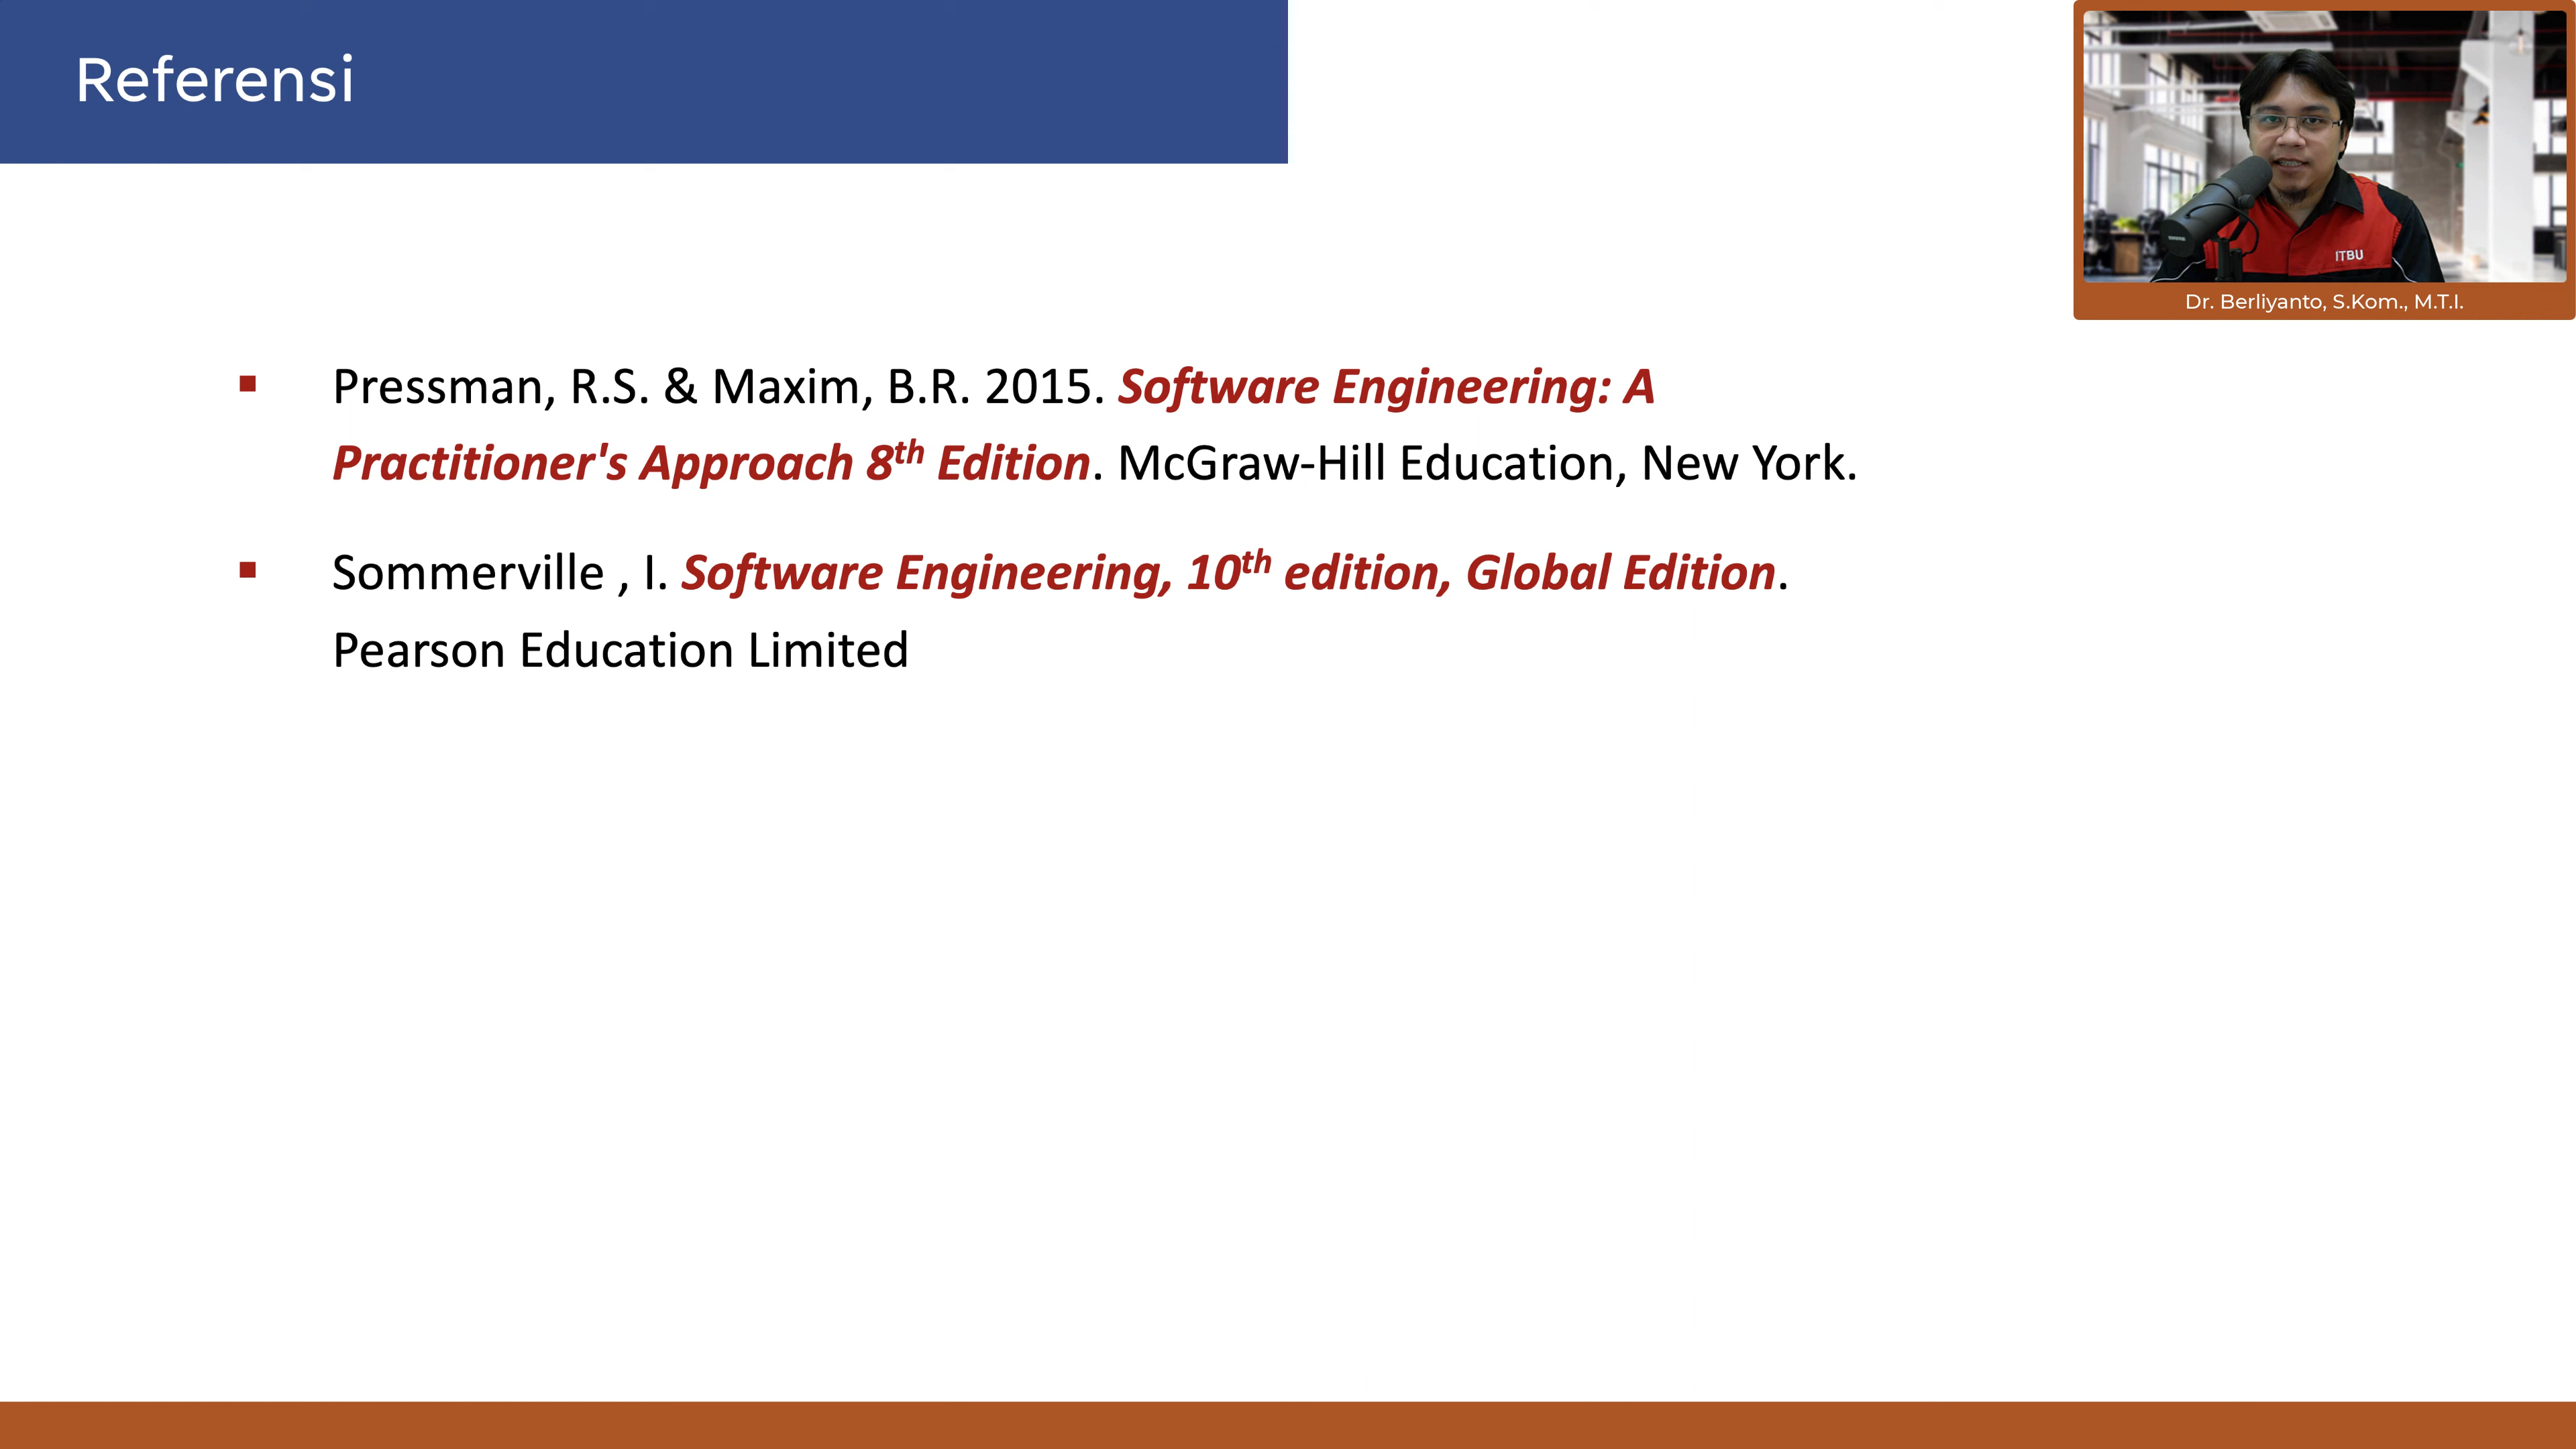 Referensi
ITBU
Dr. Berliyanto, S.Kom., M.T.I.
▪ Pressman, R.S. & Maxim, B.R. 2015. Software Engineering: A
Practitioner's Approach 8th Edition. McGraw-Hill Education, New York.
▪ Sommerville , I. Software Engineering, 10th edition, Global Edition.
Pearson Education Limited